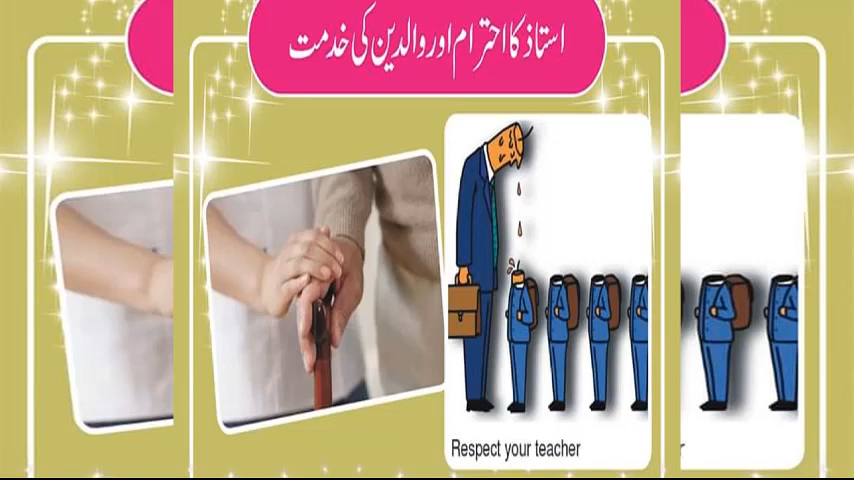 استاذ کا احترام اور والدین کی خدمت
Respect your teacher